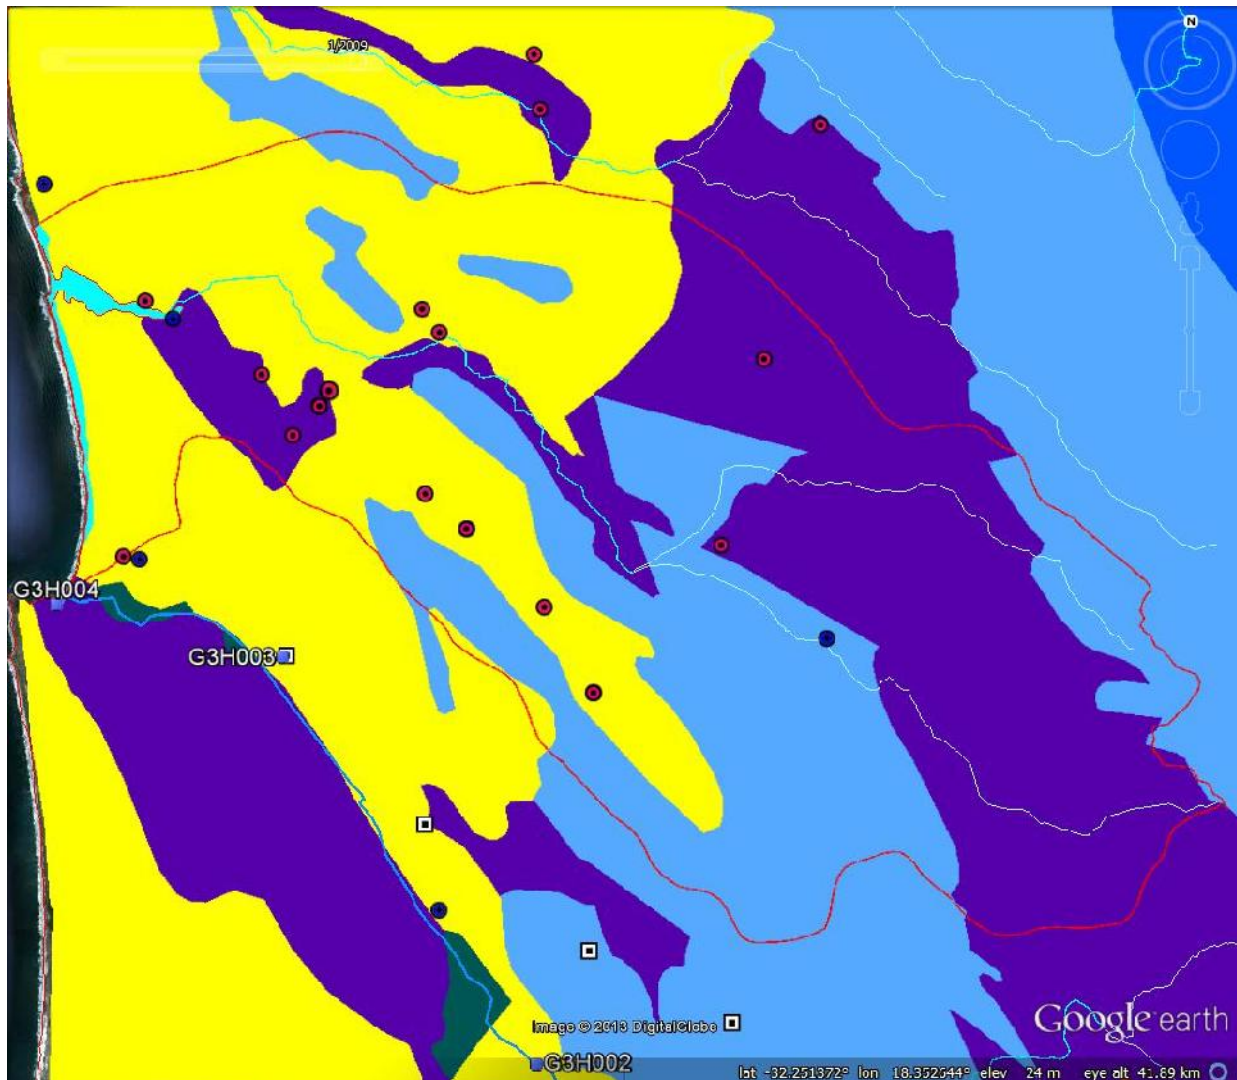 N
1/2009
G3H004
G3H003
Image © 2013 DigitalGlobe
Google earth
G3H002
lat -32.251372° lon 18.352544° elev 24 m eye alt 41.89 km